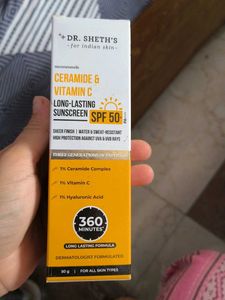 DR. SHETH'S
for indian skin
CERAMIDE &
VITAMIN C
LONG-LASTING
SUNSCREEN
SPF 50
SHEER FINISH | WATER & SWEAT-RESISTANT
HIGH PROTECTION AGAINST UVA & UVB RAYS
1% Ceramide Complex
1% Vitamin C
1% Hyaluronic Acid
360
MINUTES*
LONG LASTING FORMULA
DERMATOLOGIST FORMULATED
50 g | FOR ALL SKIN TYPES